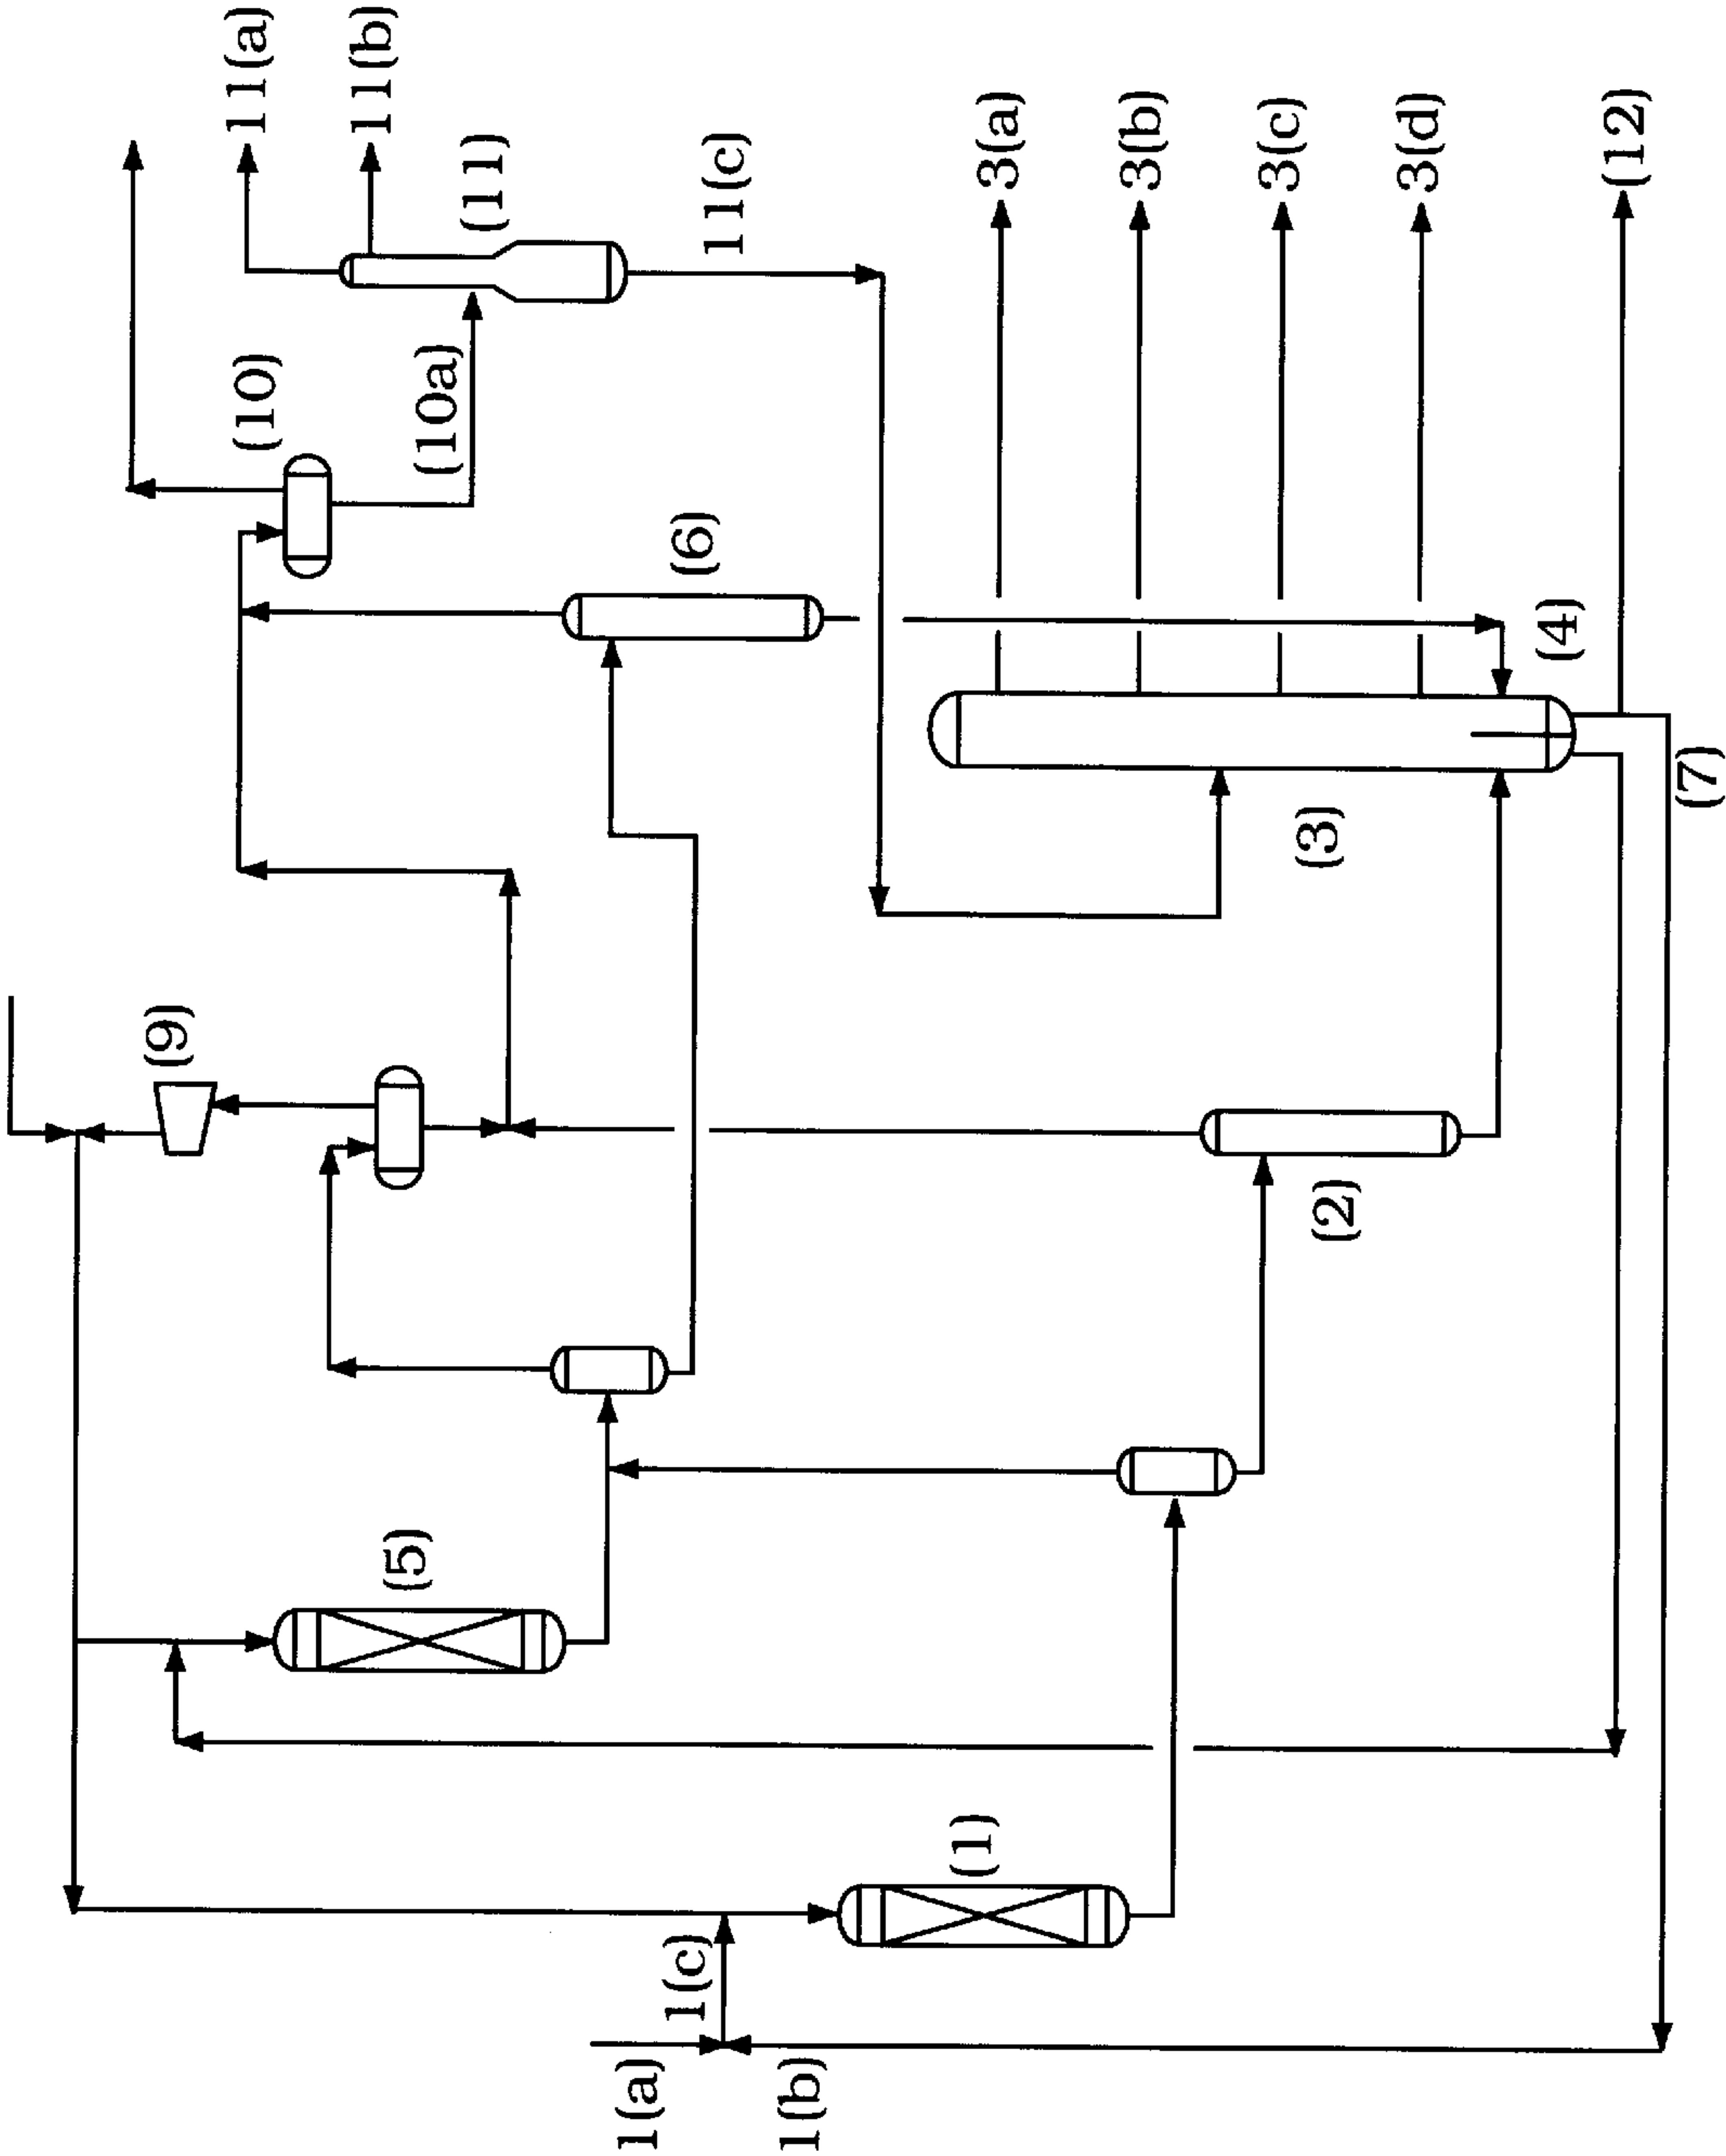 11(a)
11(b)
(11)
11(c)
(10)
(10a)
3(a)
3(b)
3(c)
3(d)
(12)
(6)
(4)
(7)
(3)
(9)
(2)
(5)
(1)
1(c)
1(a)
1(b)